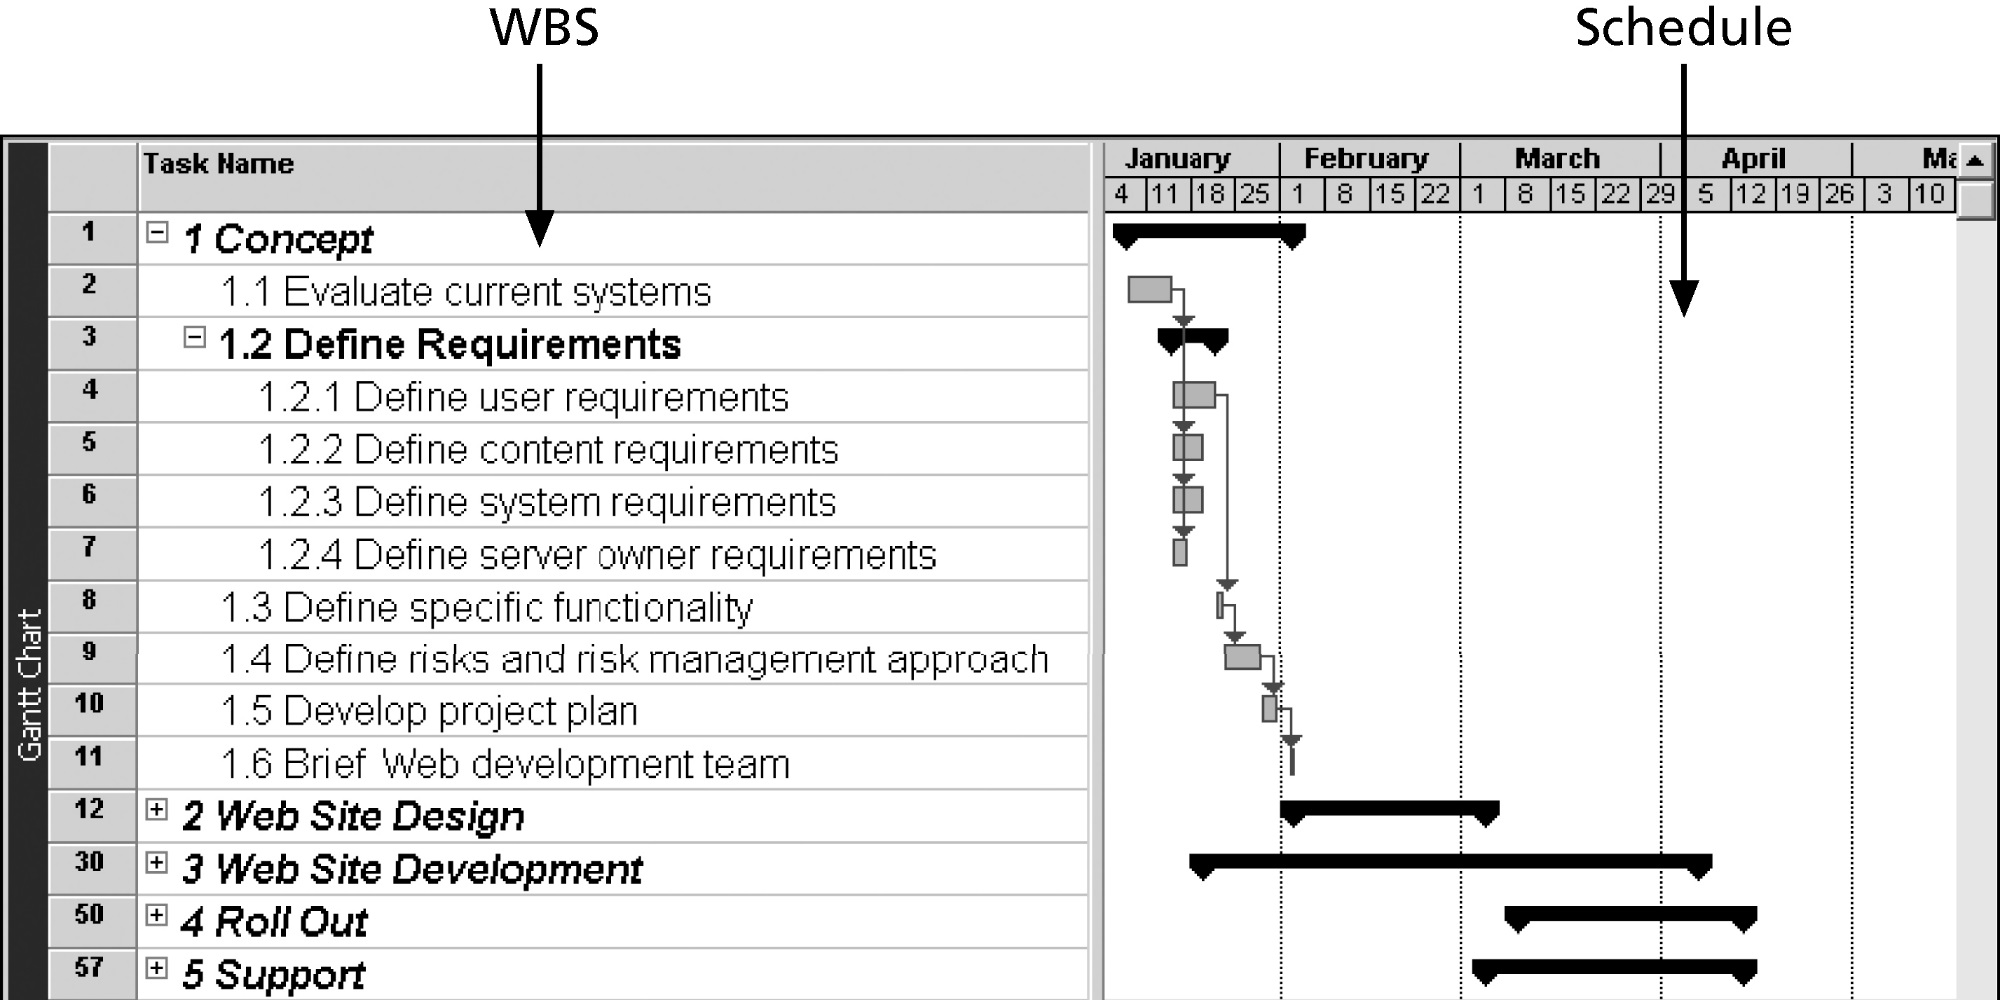 WBS Schedule
Task Name January February March April Ma
4 11 18 25 1 8 15 22 1 8 15 22 29 5 12 19 26 3 10
1 1 Concept
2 1.1 Evaluate current systems
3 1.2 Define Requirements
4 1.2.1 Define user requirements
5 1.2.2 Define content requirements
6 1.2.3 Define system requirements
7 1.2.4 Define server owner requirements
8 1.3 Define specific functionality
9 1.4 Define risks and risk management approach
10 1.5 Develop project plan
11 1.6 Brief Web development team
12 2 Web Site Design
30 3 Web Site Development
50 4 Roll Out
57 5 Support
Gantt Chart